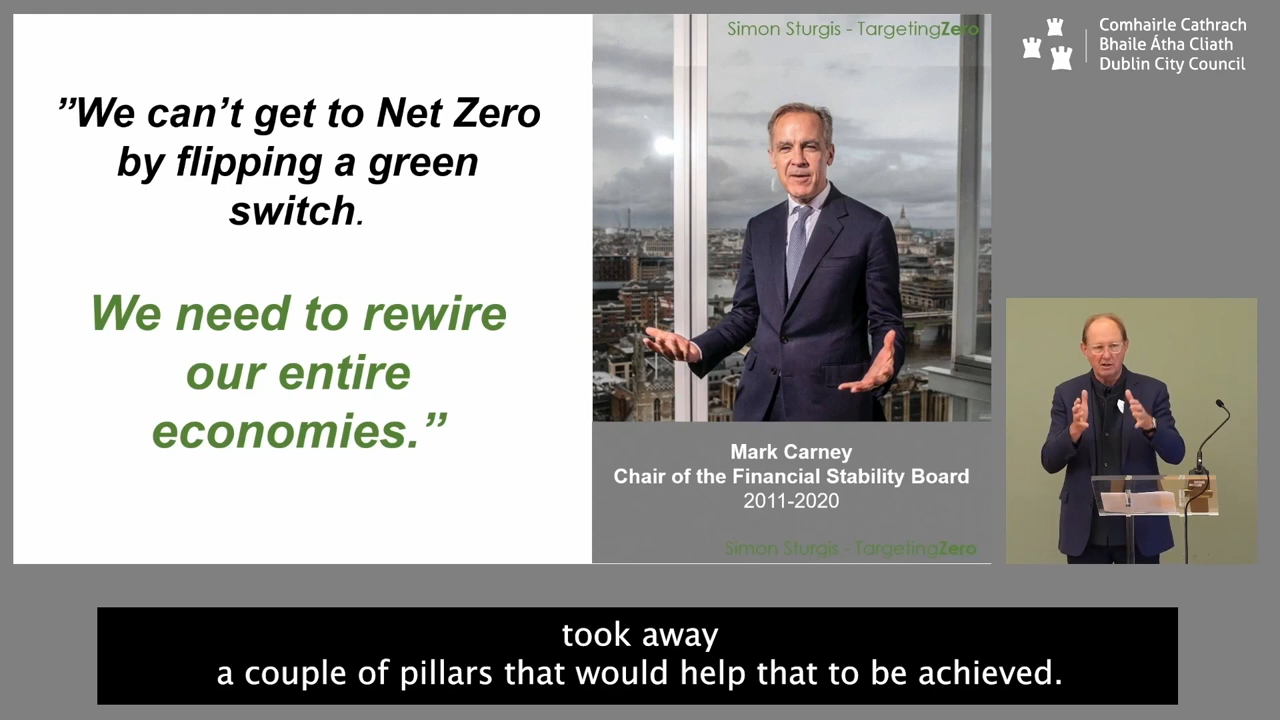 Simon Sturgis - TargetingZero
”We can’t get to Net Zero
by flipping a green
switch.
We need to rewire
our entire
economies.”
Mark Carney
Chair of the Financial Stability Board
2011-2020
Simon Sturgis - TargetingZero
Comhairle Cathrach
Bhaile Átha Cliath
Dublin City Council
took away
a couple of pillars that would help that to be achieved.